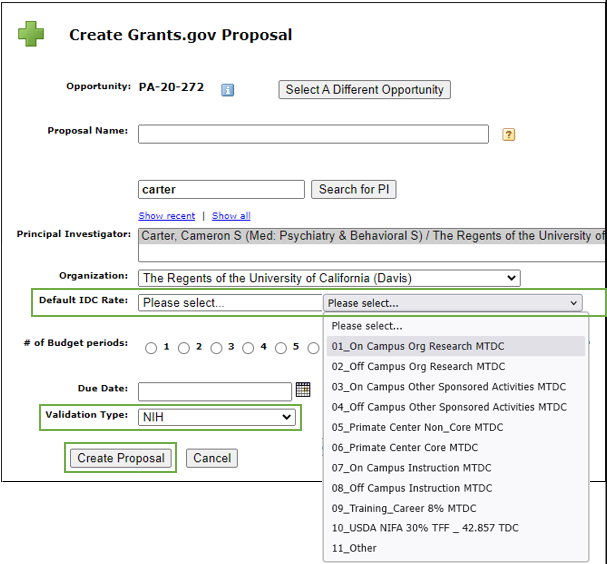 Create Grants.gov Proposal
Opportunity: PA-20-272 Select A Different Opportunity
Proposal Name:
carter Search for PI
Show recent | Show all
Principal Investigator: Carter, Cameron S (Med: Psychiatry & Behavioral S) / The Regents of the University of
Organization: The Regents of the University of California (Davis)
Default IDC Rate: Please select... Please select...
Please select...
# of Budget periods: 1 2 3 4 5
01_On Campus Org Research MTDC
02_Off Campus Org Research MTDC
03_On Campus Other Sponsored Activities MTDC
04_Off Campus Other Sponsored Activities MTDC
05_Primate Center Non_Core MTDC
06_Primate Center Core MTDC
07_On Campus Instruction MTDC
08_Off Campus Instruction MTDC
09_Training_Career 8% MTDC
10_USDA NIFA 30% TFF _ 42.857 TDC
11_Other
Due Date:
Validation Type: NIH
Create Proposal Cancel